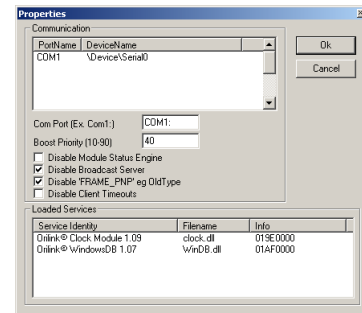 Properties
Communication
PortName DeviceName
COM1 \Device\Serial0
Ok
Cancel
Com Port (Ex. Com1:) COM1:
Boost Priority (10-90) 40
Disable Module Status Engine
Disable Broadcast Server
Disable 'FRAME_PNP' eg OldType
Disable Client Timeouts
Loaded Services
Service Identity Filename Info
Orilink® Clock Module 1.09 clock.dll 019E0000
Orilink® WindowsDB 1.07 WinDB.dll 01AF0000